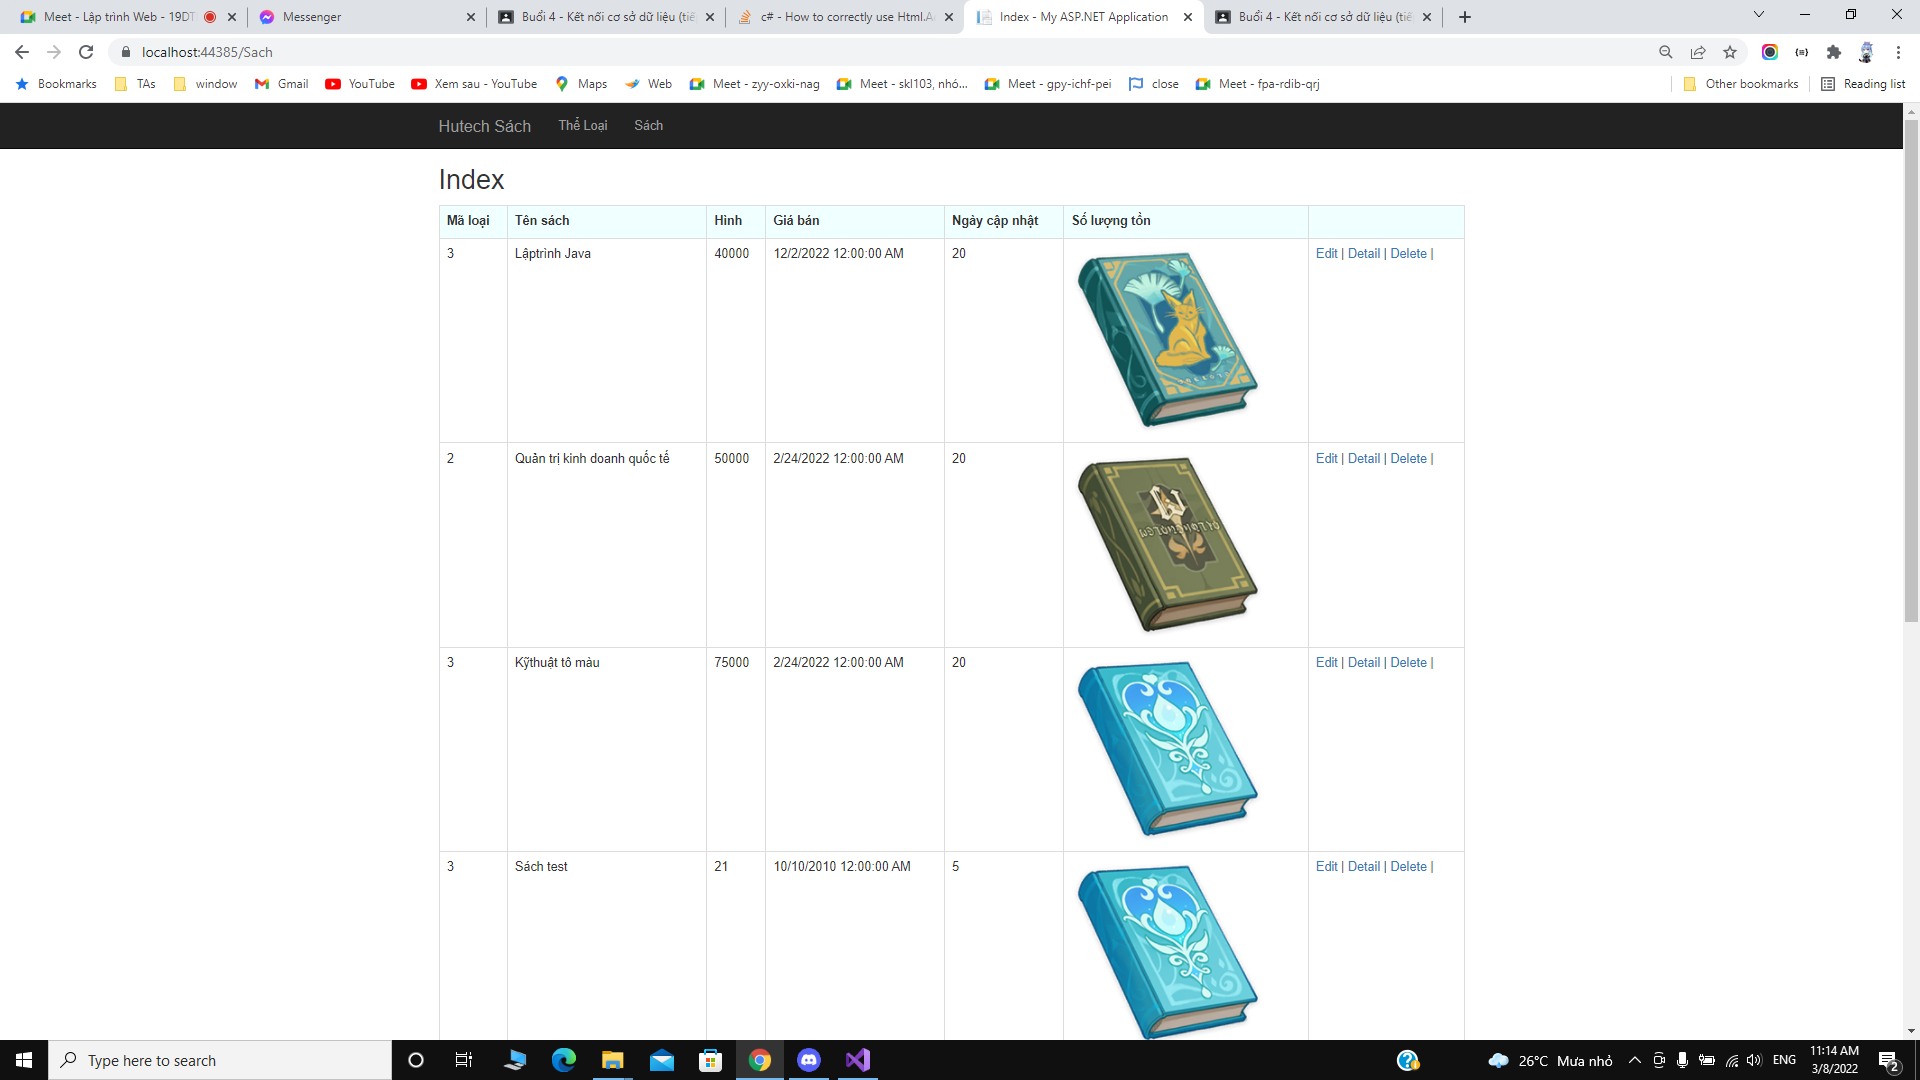 Meet - Lập trình Web - 19DT
Messenger
Buổi 4 - Kết nối cơ sở dữ liệu (tiế
c# - How to correctly use Html.A
Index - My ASP.NET Application
Buổi 4 - Kết nối cơ sở dữ liệu (tiế
localhost:44385/Sach
Bookmarks TAs window Gmail YouTube Xem sau - YouTube Maps Web Meet - zyy-oxki-nag Meet - skl103, nhó... Meet - gpy-ichf-pei close Meet - fpa-rdib-qrj Other bookmarks Reading list
Hutech Sách Thể Loại Sách
Index
Mã loại Tên sách Hình Giá bán Ngày cập nhật Số lượng tồn
3 Lậptrình Java 40000 12/2/2022 12:00:00 AM 20 Edit | Detail | Delete |
2 Quản trị kinh doanh quốc tế 50000 2/24/2022 12:00:00 AM 20 Edit | Detail | Delete |
3 Kỹthuật tô màu 75000 2/24/2022 12:00:00 AM 20 Edit | Detail | Delete |
3 Sách test 21 10/10/2010 12:00:00 AM 5 Edit | Detail | Delete |
Type here to search
26°C Mưa nhỏ
ENG
11:14 AM
3/8/2022
2